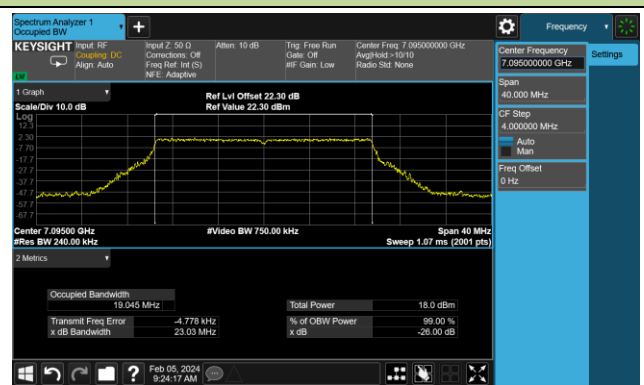 Spectrum Analyzer 1
Occupied BW
Frequency
KEYSIGHT
Input: RF
Coupling: DC
Align: Auto
Input Z: 50 Ω
Corrections: Off
Freq Ref: Int (S)
NFE: Adaptive
Atten: 10 dB
Trig: Free Run
Gate: Off
#IF Gain: Low
Center Freq: 7.095000000 GHz
Avg|Hold:>10/10
Radio Std: None
LVI
Center Frequency
7.095000000 GHz
Settings
Span
40.000 MHz
CF Step
4.000000 MHz
Auto
Man
Freq Offset
0 Hz
1 Graph
Scale/Div 10.0 dB
Ref Lvl Offset 22.30 dB
Ref Value 22.30 dBm
Log
12.3
2.30
-7.70
-17.7
-27.7
-37.7
-47.7
-57.7
-67.7
Center 7.09500 GHz
#Video BW 750.00 kHz
Span 40 MHz
#Res BW 240.00 kHz
Sweep 1.07 ms (2001 pts)
2 Metrics
Occupied Bandwidth
19.045 MHz
Total Power 18.0 dBm
Transmit Freq Error -4.778 kHz % of OBW Power 99.00 %
x dB Bandwidth 23.03 MHz x dB -26.00 dB
Feb 05, 2024
9:24:17 AM